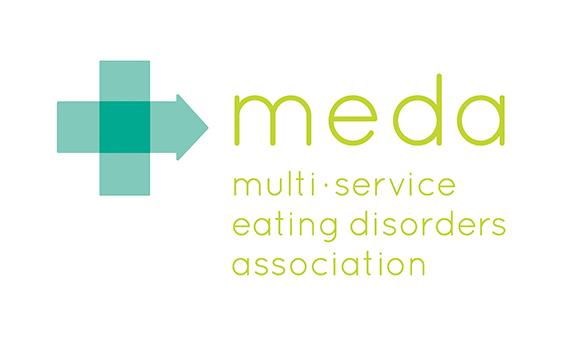 meda
multi·service
eating disorders
association